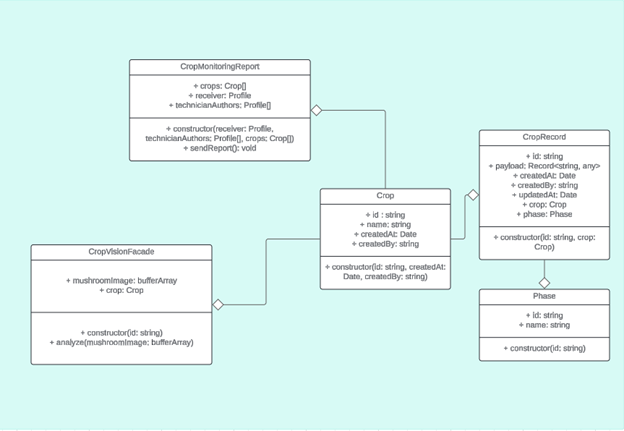 CropMonitoringReport
+ crops: Crop[]
+ receiver: Profile
+ technicianAuthors: Profile[]
+ constructor(receiver: Profile,
technicianAuthors: Profile[], crops: Crop[])
+ sendReport(): void
CropRecord
+ id: string
+ payload: Record<string, any>
+ createdAt: Date
+ createdBy: string
+ updatedAt: Date
+ crop: Crop
+ phase: Phase
+ constructor(id: string, crop:
Crop)
Crop
+ id : string
+ name: string
+ createdAt: Date
+ createdBy: string
+ constructor(id: string, createdAt:
Date, createdBy: string)
CropVisionFacade
+ mushroomImage: bufferArray
+ crop: Crop
+ constructor(id: string)
+ analyze(mushroomImage: bufferArray)
Phase
+ id: string
+ name: string
+ constructor(id: string)